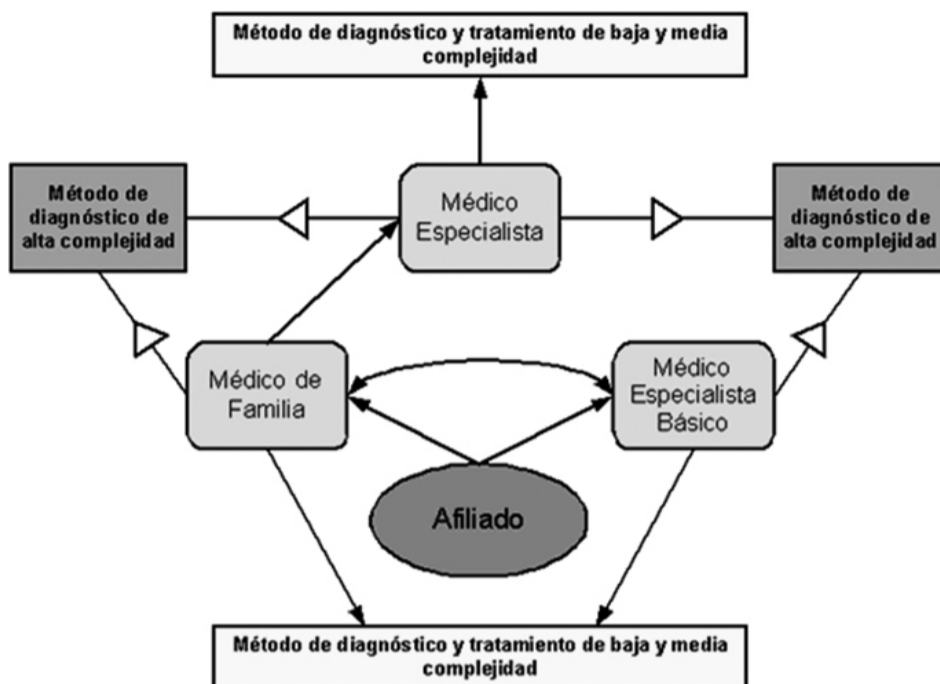 Método de diagnóstico y tratamiento de baja y media
complejidad
Método de
diagnóstico de
alta complejidad
Médico
Especialista
Método de
diagnóstico de
alta complejidad
Médico de
Familia
Médico
Especialista
Básico
Afiliado
Método de diagnóstico y tratamiento de baja y media
complejidad